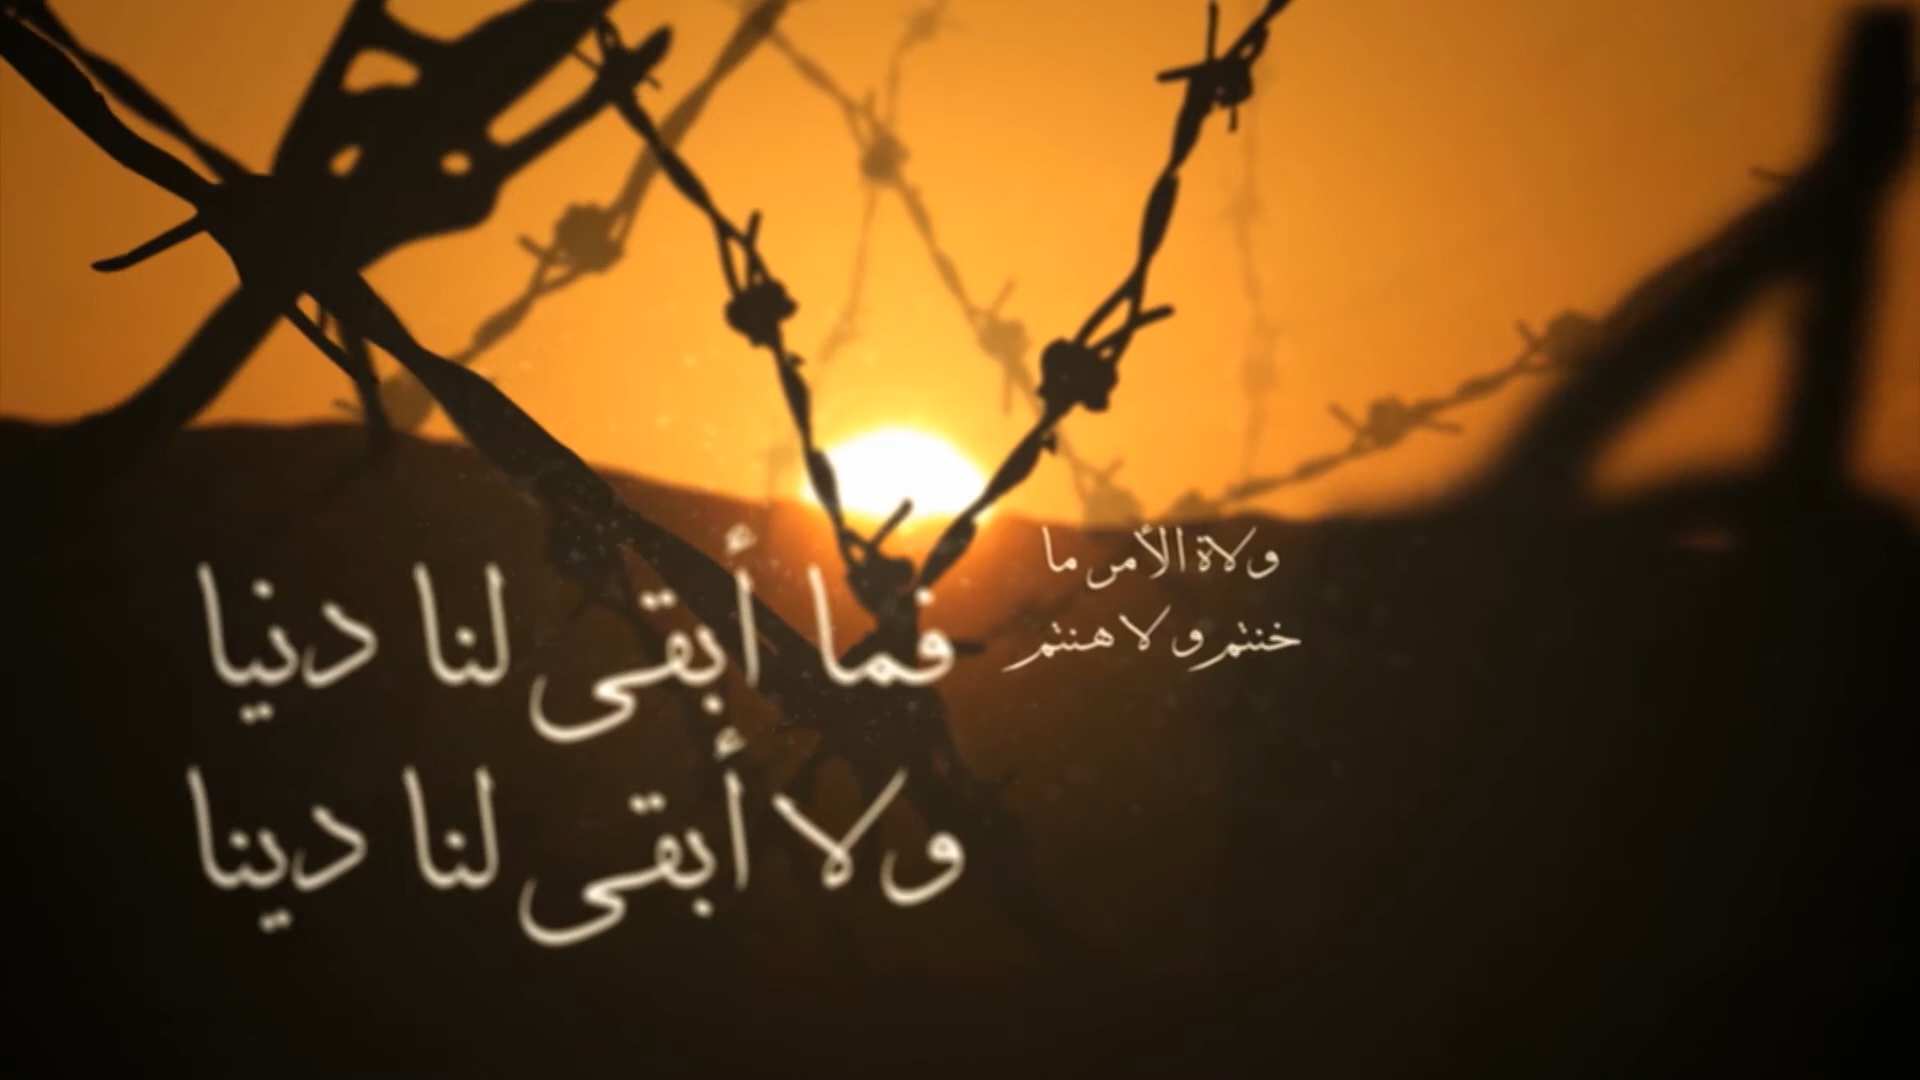 ولاة الأمر ما
خنتم ولا هنتم
فما أبقى لنا دنيا
ولا أبقى لنا دينا